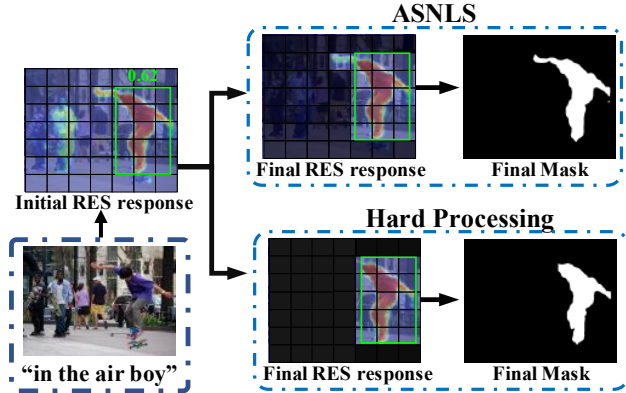 ASNLS
0.62
Initial RES response
Final RES response
Final Mask
Hard Processing
"in the air boy"
Final RES response
Final Mask